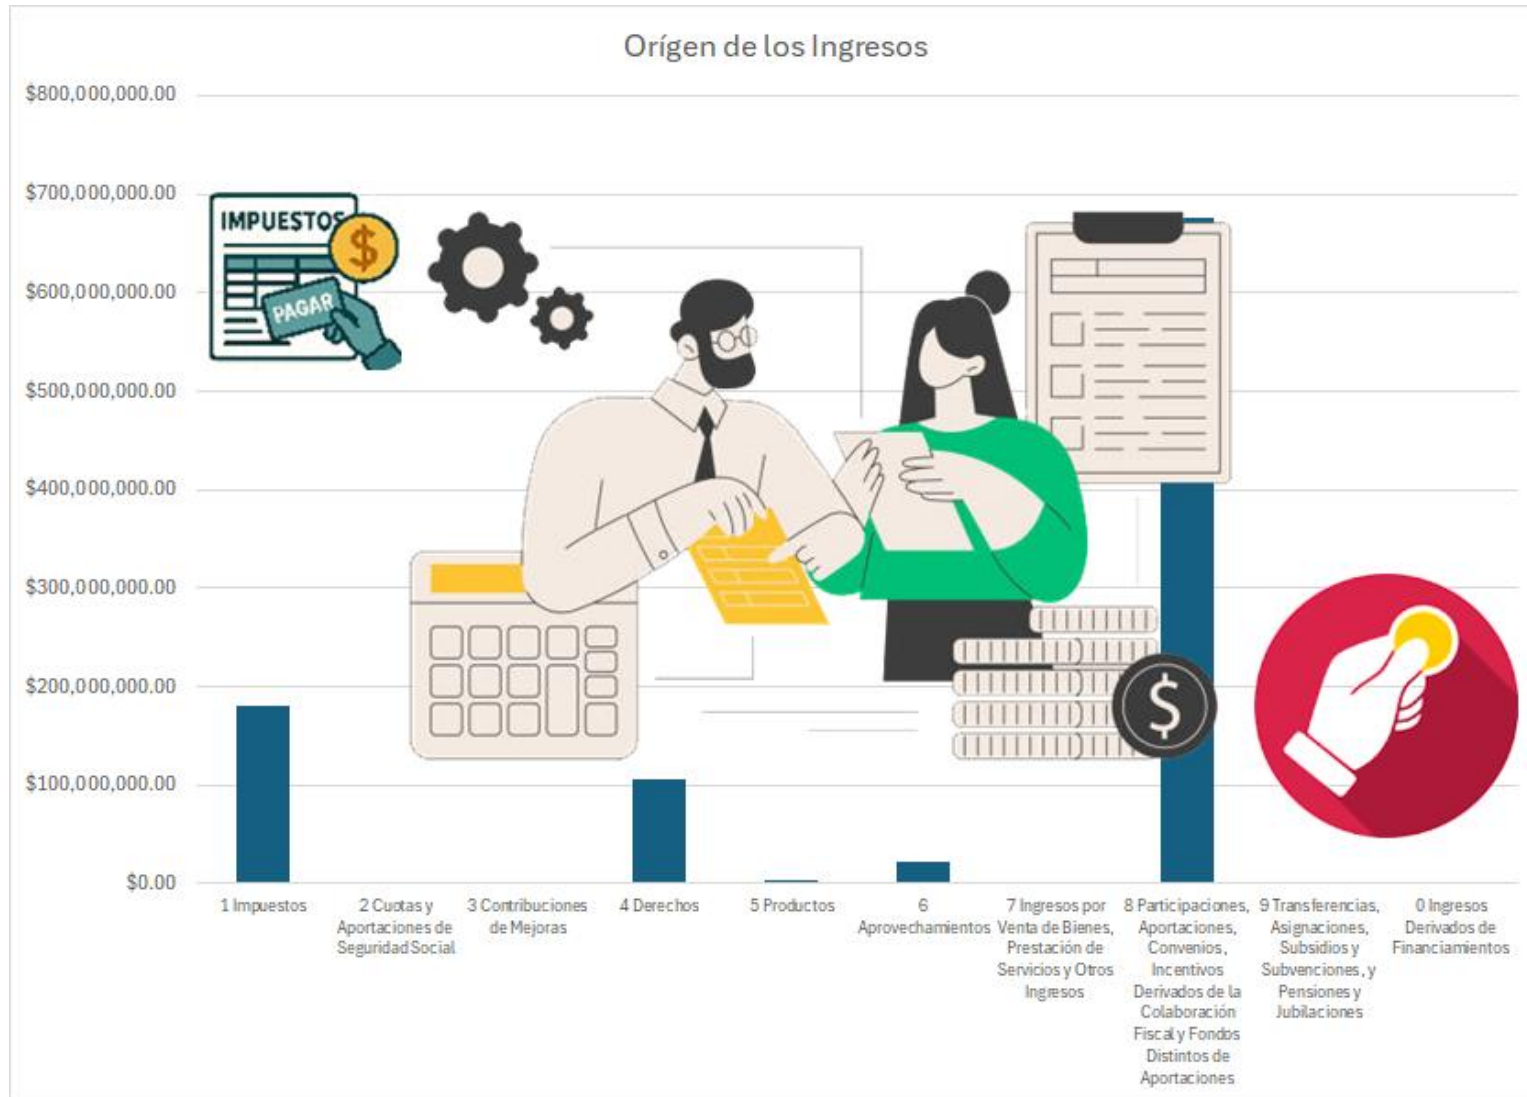 Orígen de los Ingresos
$800,000,000.00
$700,000,000.00
$600,000,000.00
$500,000,000.00
$400,000,000.00
$300,000,000.00
$200,000,000.00
$100,000,000.00
$0.00
IMPUESTOS
$
PAGAR
$
1 Impuestos
2 Cuotas y
Aportaciones de
Seguridad Social
3 Contribuciones
de Mejoras
4 Derechos
5 Productos
6
Aprovechamientos
7 Ingresos por
Venta de Bienes,
Prestación de
Servicios y Otros
Ingresos
8 Participaciones,
Aportaciones,
Convenios,
Incentivos
Derivados de la
Colaboración
Fiscal y Fondos
Distintos de
Aportaciones
9 Transferencias,
Asignaciones,
Subsidios y
Subvenciones, y
Pensiones y
Jubilaciones
0 Ingresos
Derivados de
Financiamientos